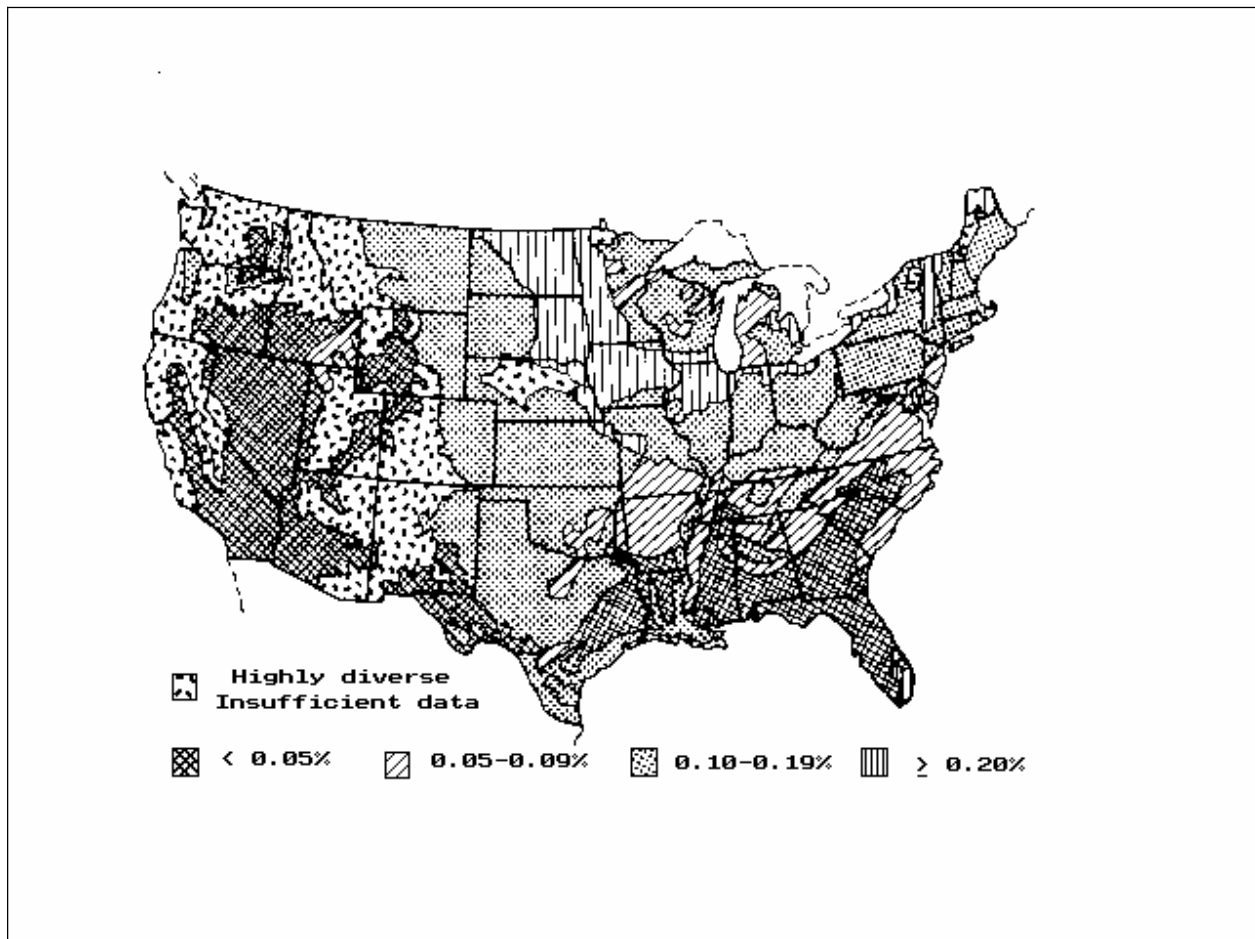 Highly diverse
Insufficient data
< 0.05%
0.05-0.09%
0.10-0.19%
≥ 0.20%